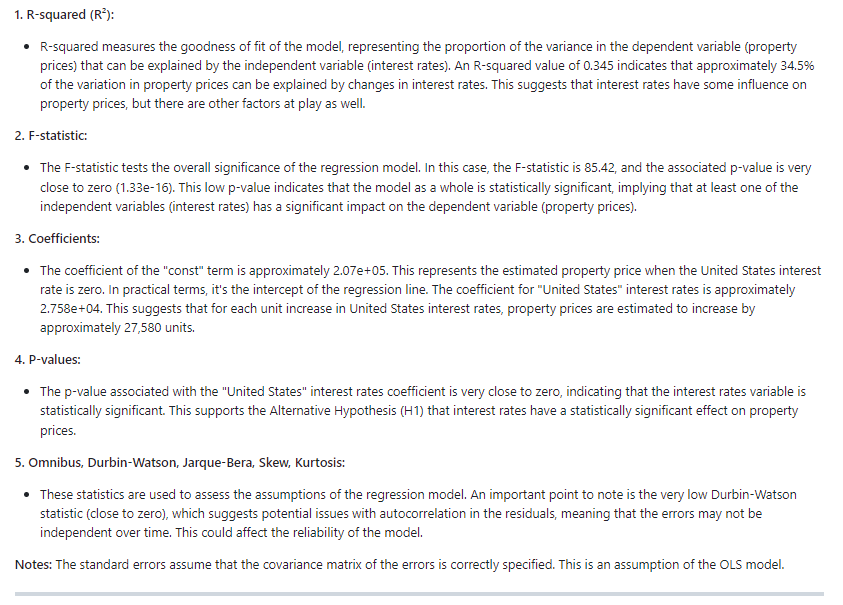 1. R-squared (R²):
• R-squared measures the goodness of fit of the model, representing the proportion of the variance in the dependent variable (property
prices) that can be explained by the independent variable (interest rates). An R-squared value of 0.345 indicates that approximately 34.5%
of the variation in property prices can be explained by changes in interest rates. This suggests that interest rates have some influence on
property prices, but there are other factors at play as well.
2. F-statistic:
• The F-statistic tests the overall significance of the regression model. In this case, the F-statistic is 85.42, and the associated p-value is very
close to zero (1.33e-16). This low p-value indicates that the model as a whole is statistically significant, implying that at least one of the
independent variables (interest rates) has a significant impact on the dependent variable (property prices).
3. Coefficients:
• The coefficient of the "const" term is approximately 2.07e+05. This represents the estimated property price when the United States interest
rate is zero. In practical terms, it's the intercept of the regression line. The coefficient for "United States" interest rates is approximately
2.758e+04. This suggests that for each unit increase in United States interest rates, property prices are estimated to increase by
approximately 27,580 units.
4. P-values:
• The p-value associated with the "United States" interest rates coefficient is very close to zero, indicating that the interest rates variable is
statistically significant. This supports the Alternative Hypothesis (H1) that interest rates have a statistically significant effect on property
prices.
5. Omnibus, Durbin-Watson, Jarque-Bera, Skew, Kurtosis:
• These statistics are used to assess the assumptions of the regression model. An important point to note is the very low Durbin-Watson
statistic (close to zero), which suggests potential issues with autocorrelation in the residuals, meaning that the errors may not be
independent over time. This could affect the reliability of the model.
Notes: The standard errors assume that the covariance matrix of the errors is correctly specified. This is an assumption of the OLS model.